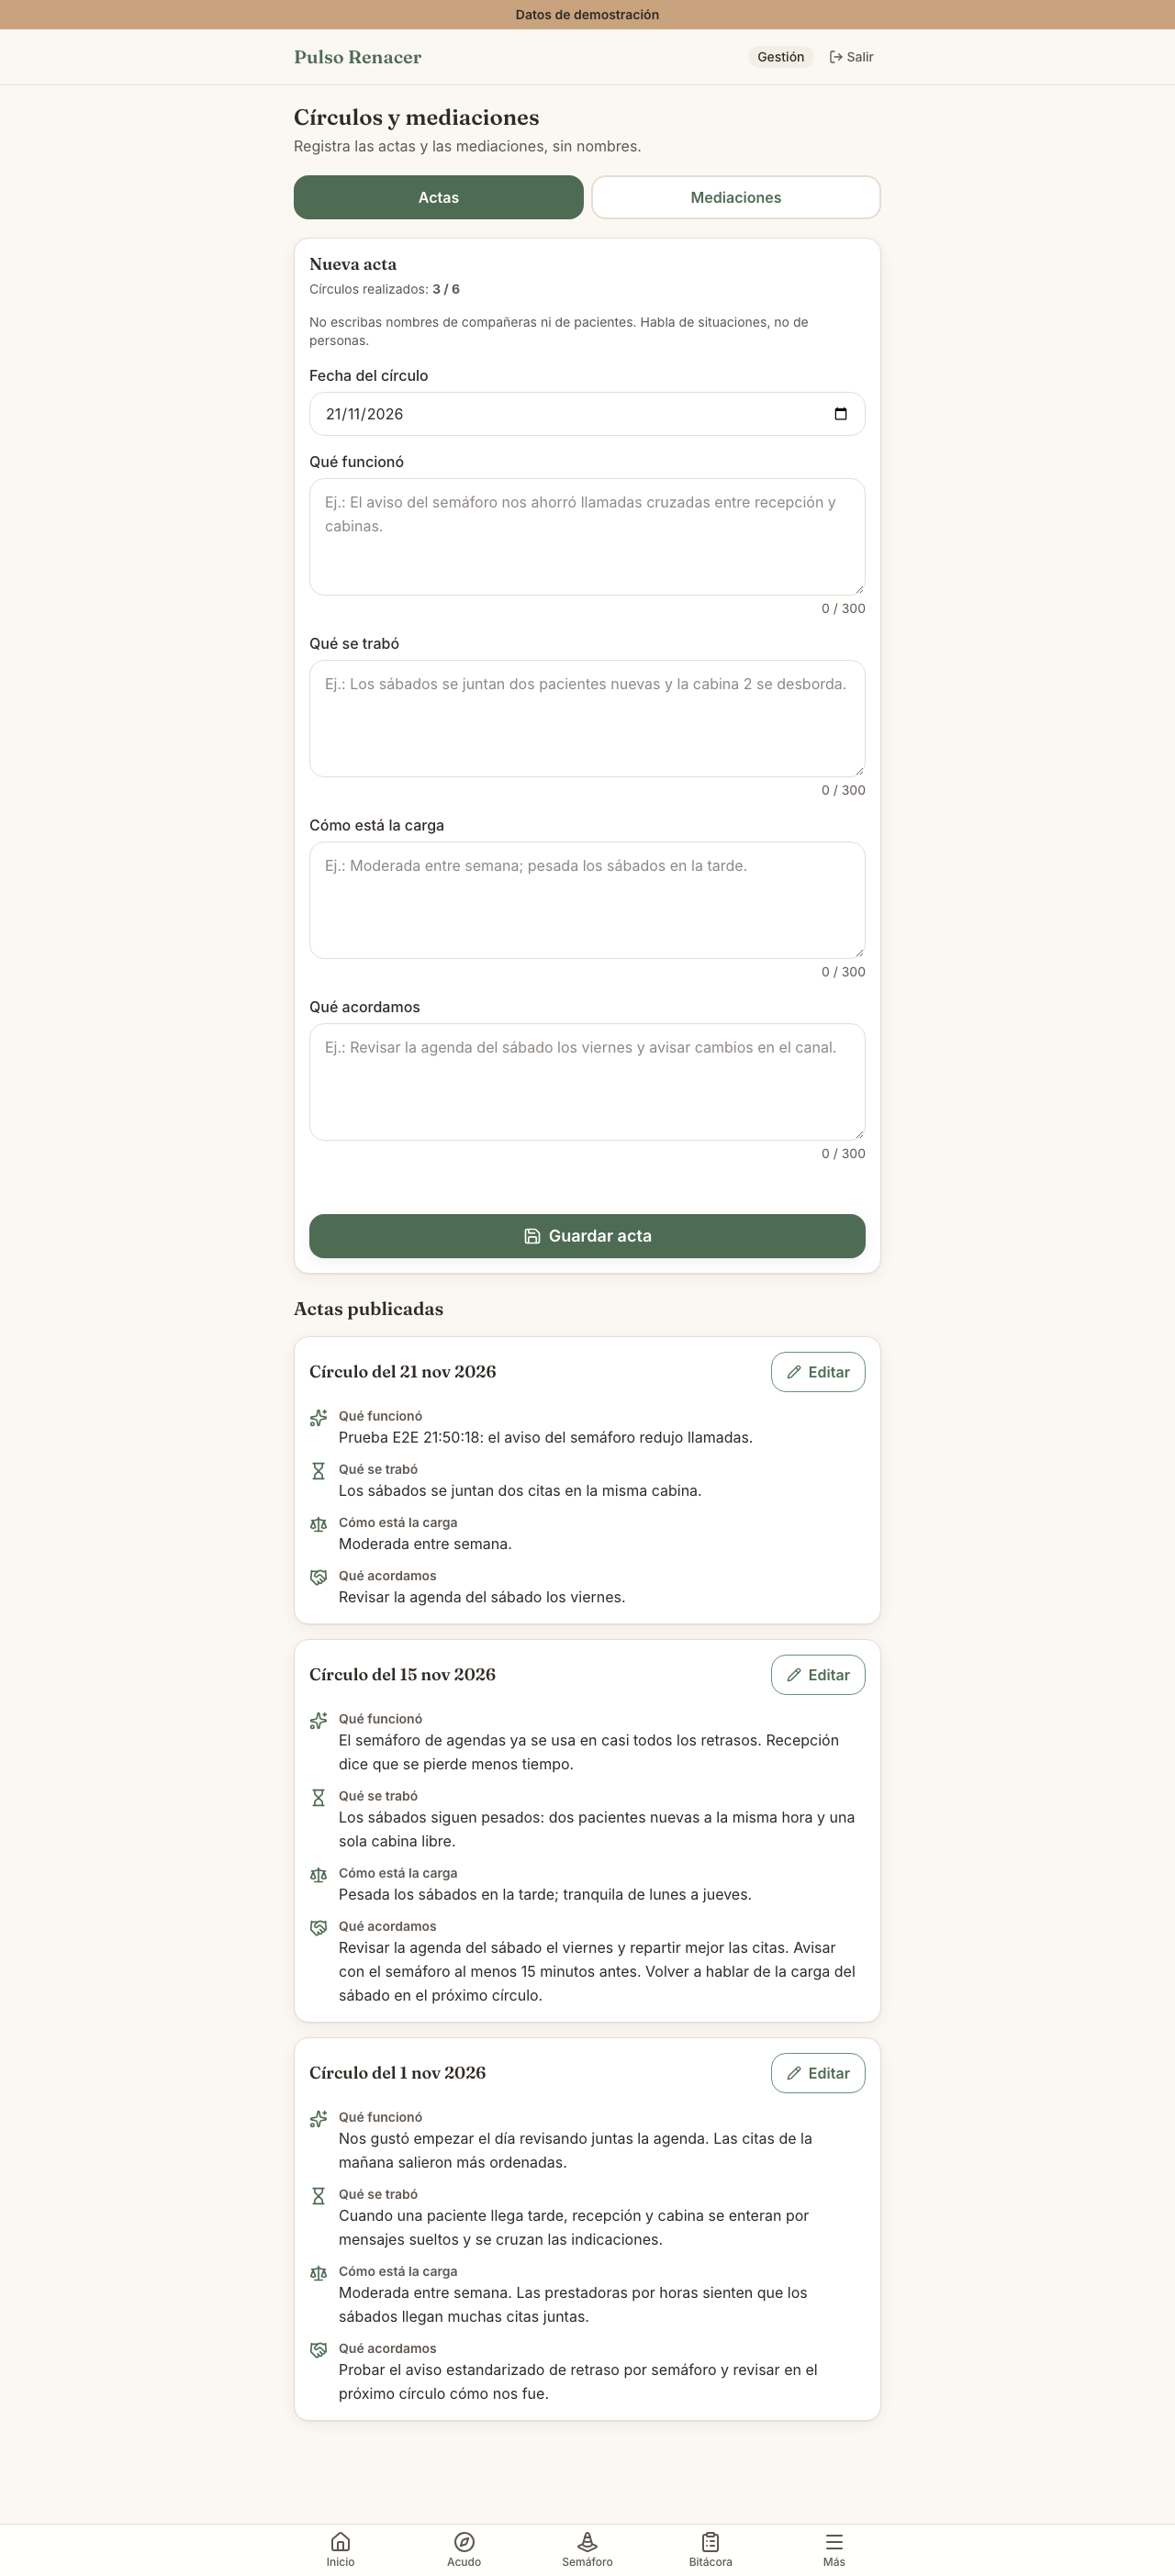 Datos de demostración
Pulso Renacer
Gestión
Salir
Círculos y mediaciones
Registra las actas y las mediaciones, sin nombres.
Actas
Mediaciones
Nueva acta
Círculos realizados: 3 / 6
No escribas nombres de compañeras ni de pacientes. Habla de situaciones, no de
personas.
Fecha del círculo
21/11/2026
Qué funcionó
Ej.: El aviso del semáforo nos ahorró llamadas cruzadas entre recepción y
cabinas.
0 / 300
Qué se trabó
Ej.: Los sábados se juntan dos pacientes nuevas y la cabina 2 se desborda.
0 / 300
Cómo está la carga
Ej.: Moderada entre semana; pesada los sábados en la tarde.
0 / 300
Qué acordamos
Ej.: Revisar la agenda del sábado los viernes y avisar cambios en el canal.
0 / 300
Guardar acta
Actas publicadas
Círculo del 21 nov 2026
Editar
Qué funcionó
Prueba E2E 21:50:18: el aviso del semáforo redujo llamadas.
Qué se trabó
Los sábados se juntan dos citas en la misma cabina.
Cómo está la carga
Moderada entre semana.
Qué acordamos
Revisar la agenda del sábado los viernes.
Círculo del 15 nov 2026
Editar
Qué funcionó
El semáforo de agendas ya se usa en casi todos los retrasos. Recepción
dice que se pierde menos tiempo.
Qué se trabó
Los sábados siguen pesados: dos pacientes nuevas a la misma hora y una
sola cabina libre.
Cómo está la carga
Pesada los sábados en la tarde; tranquila de lunes a jueves.
Qué acordamos
Revisar la agenda del sábado el viernes y repartir mejor las citas. Avisar
con el semáforo al menos 15 minutos antes. Volver a hablar de la carga del
sábado en el próximo círculo.
Círculo del 1 nov 2026
Editar
Qué funcionó
Nos gustó empezar el día revisando juntas la agenda. Las citas de la
mañana salieron más ordenadas.
Qué se trabó
Cuando una paciente llega tarde, recepción y cabina se enteran por
mensajes sueltos y se cruzan las indicaciones.
Cómo está la carga
Moderada entre semana. Las prestadoras por horas sienten que los
sábados llegan muchas citas juntas.
Qué acordamos
Probar el aviso estandarizado de retraso por semáforo y revisar en el
próximo círculo cómo nos fue.
Inicio
Acudo
Semáforo
Bitácora
Más